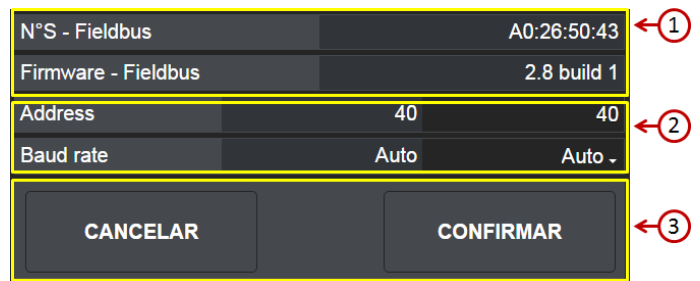 N°S - Fieldbus A0:26:50:43 1
Firmware - Fieldbus 2.8 build 1
Address 40 40 2
Baud rate Auto Auto
CANCELAR CONFIRMAR 3